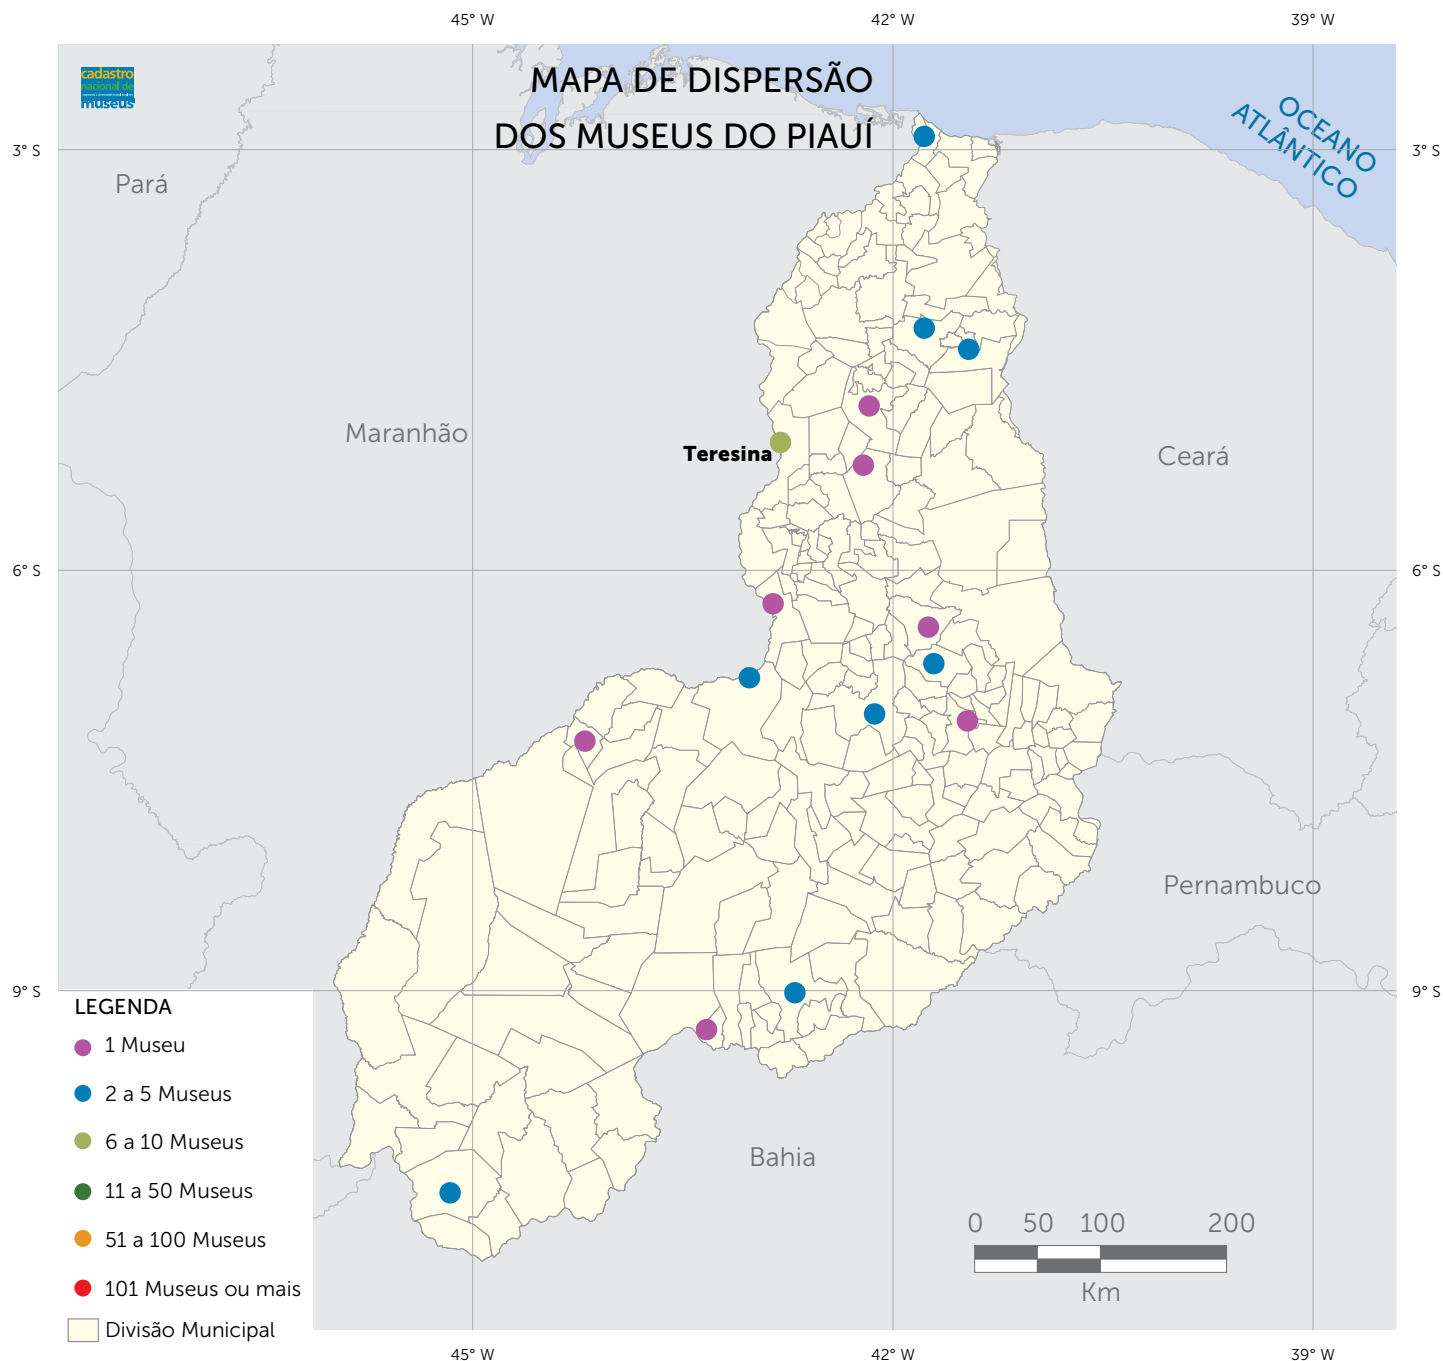 45° W
42° W
39° W
cadastro
nacional de
museus
MAPA DE DISPERSÃO
DOS MUSEUS DO PIAUÍ
OCEANO
ATLÂNTICO
3° S
3° S
Pará
Maranhão
Teresina
Ceará
6° S
6° S
Pernambuco
9° S
9° S
LEGENDA
1 Museu
2 a 5 Museus
6 a 10 Museus
11 a 50 Museus
51 a 100 Museus
101 Museus ou mais
Divisão Municipal
Bahia
0 50 100 200
Km
45° W
42° W
39° W